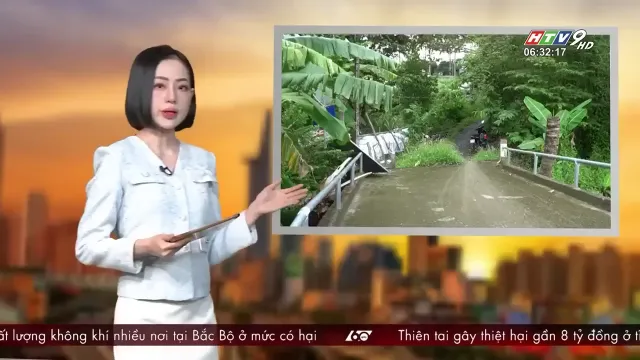 HTV9 HD
06:32:17
ất lượng không khí nhiều nơi tại Bắc Bộ ở mức có hại
60
Thiên tai gây thiệt hại gần 8 tỷ đồng ở t